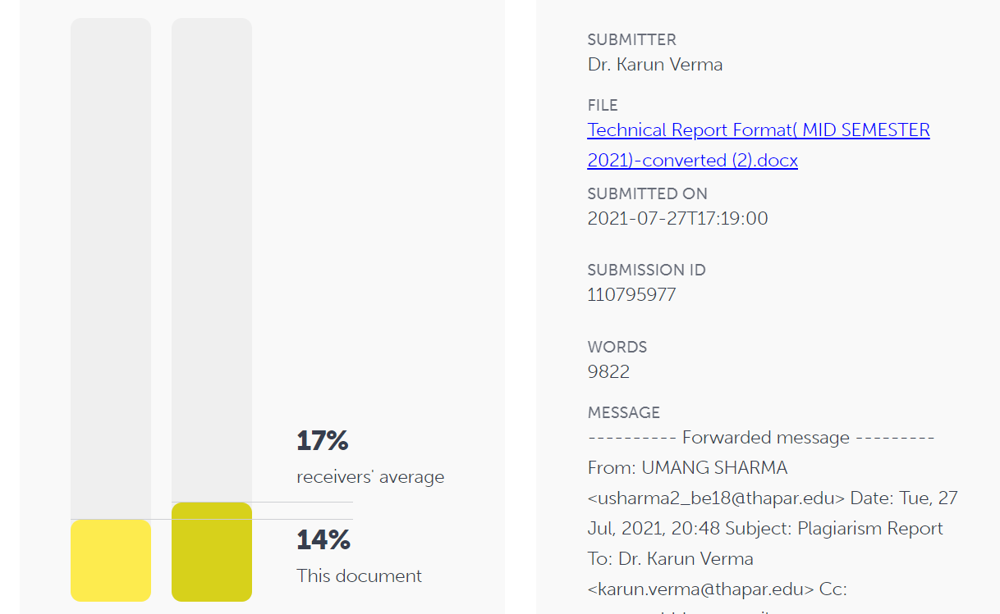 17%
receivers' average
14%
This document
SUBMITTER
Dr. Karun Verma
FILE
Technical Report Format( MID SEMESTER
2021)-converted (2).docx
SUBMITTED ON
2021-07-27T17:19:00
SUBMISSION ID
110795977
WORDS
9822
MESSAGE
---------- Forwarded message ---------
From: UMANG SHARMA
<usharma2_be18@thapar.edu> Date: Tue, 27
Jul, 2021, 20:48 Subject: Plagiarism Report
To: Dr. Karun Verma
<karun.verma@thapar.edu> Cc: